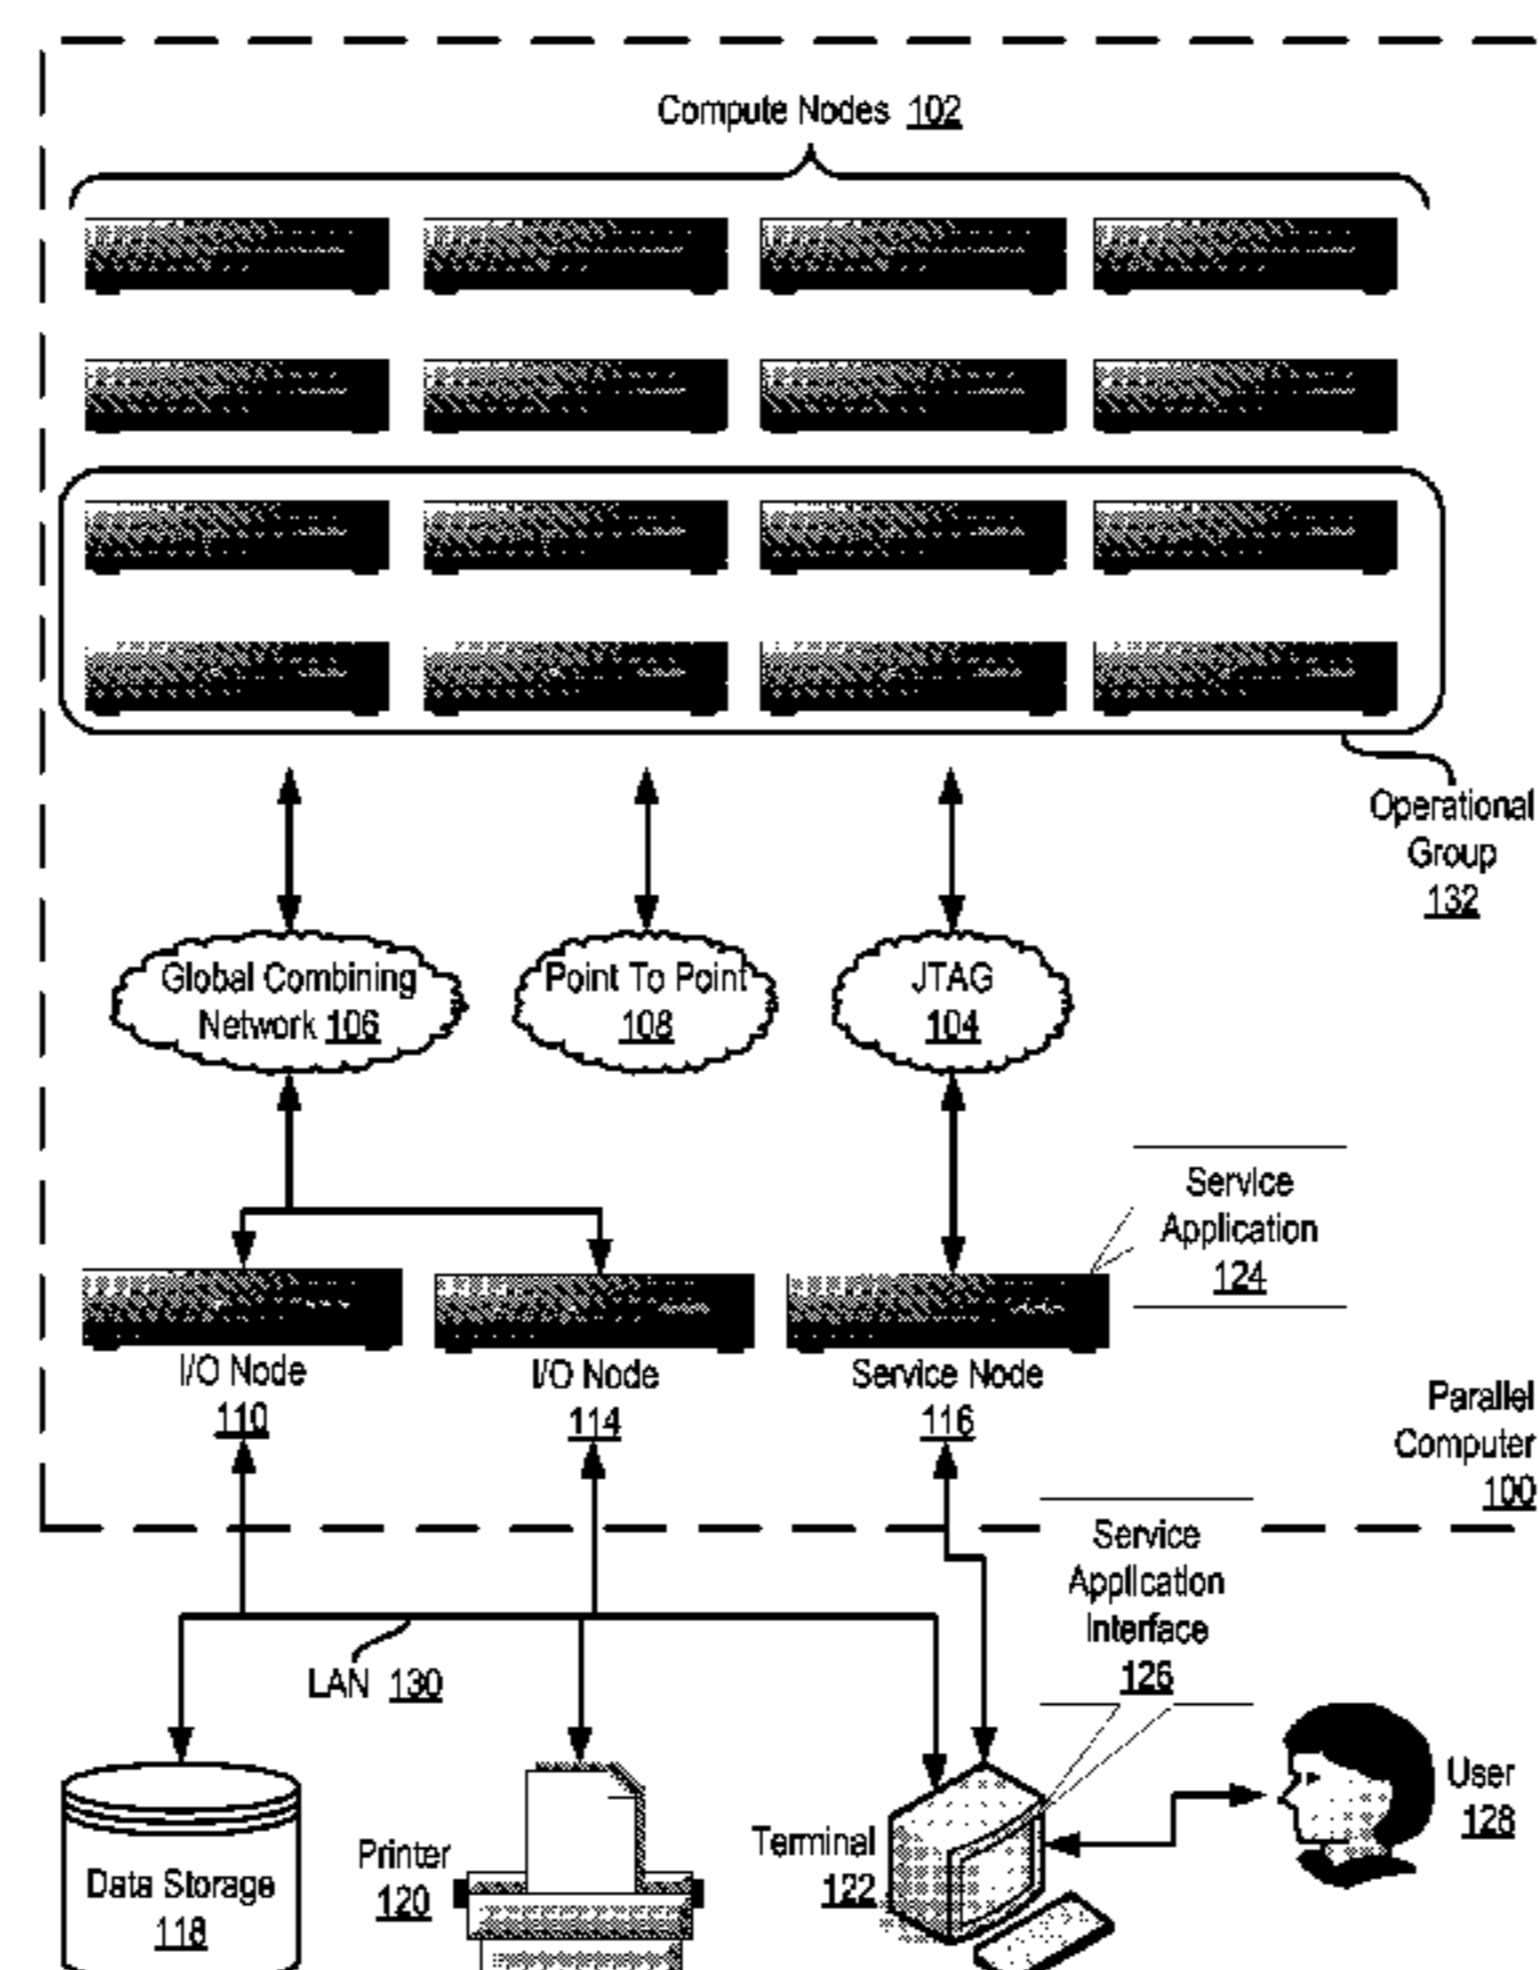 Compute Nodes 102
Operational
Group
132
Global Combining
Network 106
Point To Point
108
JTAG
104
Service
Application
124
I/O Node
110
I/O Node
114
Service Node
116
Parallel
Computer
100
Service
Application
Interface
126
LAN 130
Data Storage
118
Printer
120
Terminal
122
User
128